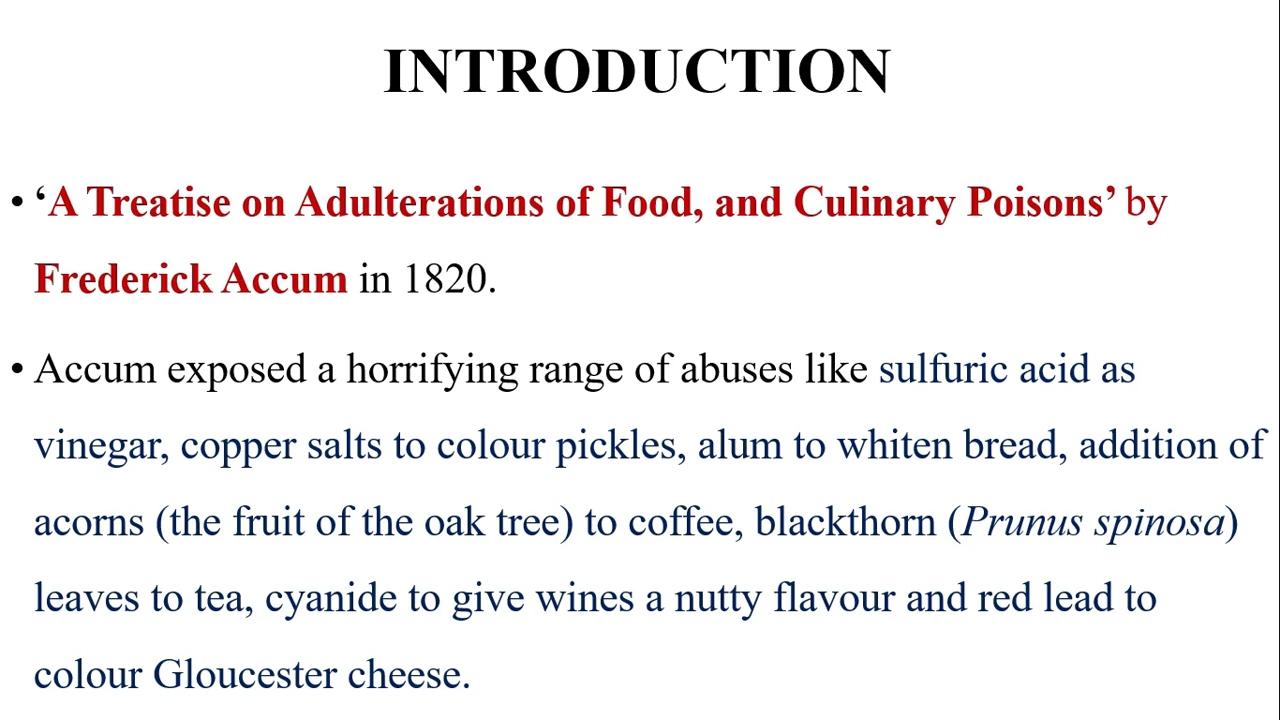 INTRODUCTION
• ‘A Treatise on Adulterations of Food, and Culinary Poisons’ by
Frederick Accum in 1820.
• Accum exposed a horrifying range of abuses like sulfuric acid as
vinegar, copper salts to colour pickles, alum to whiten bread, addition of
acorns (the fruit of the oak tree) to coffee, blackthorn (Prunus spinosa)
leaves to tea, cyanide to give wines a nutty flavour and red lead to
colour Gloucester cheese.